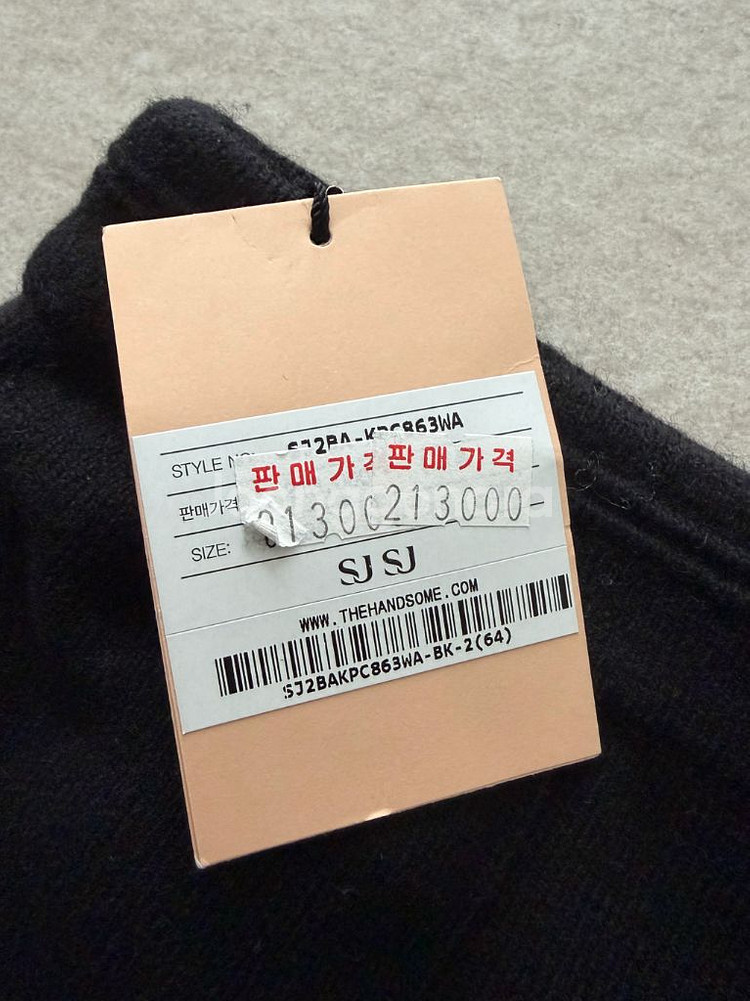 STYLE NO: SJ2BA-KPC863WA
판매가 판매가격
판매가격 21300 213000-
SIZE:
SJ SJ
WWW.THEHANDSOME.COM
SJ2BAKPC863WA-BK-2(64)